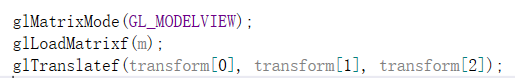 glMatrixMode(GL_MODELVIEW);
glLoadMatrixf(m);
glTranslatef(transform[0], transform[1], transform[2]);